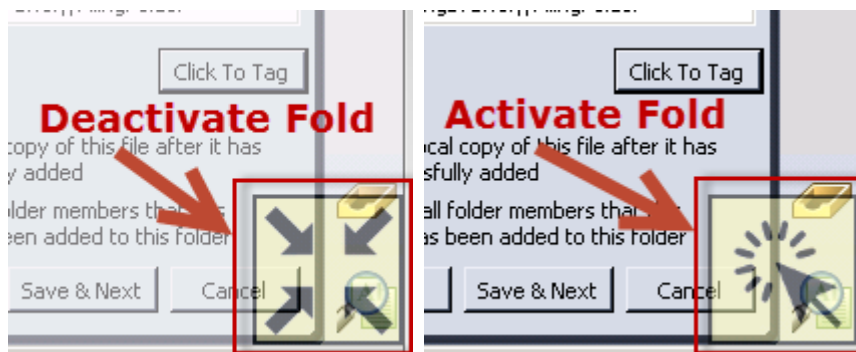 Click To Tag
Deactivate Fold
copy of this file after it has
y added
older members th
een added to this folder
Save & Next
Cancel
Click To Tag
Activate Fold
ocal copy of this file after it has
sfully added
all folder members tha
as been added to this folder
Save & Next
Cancel